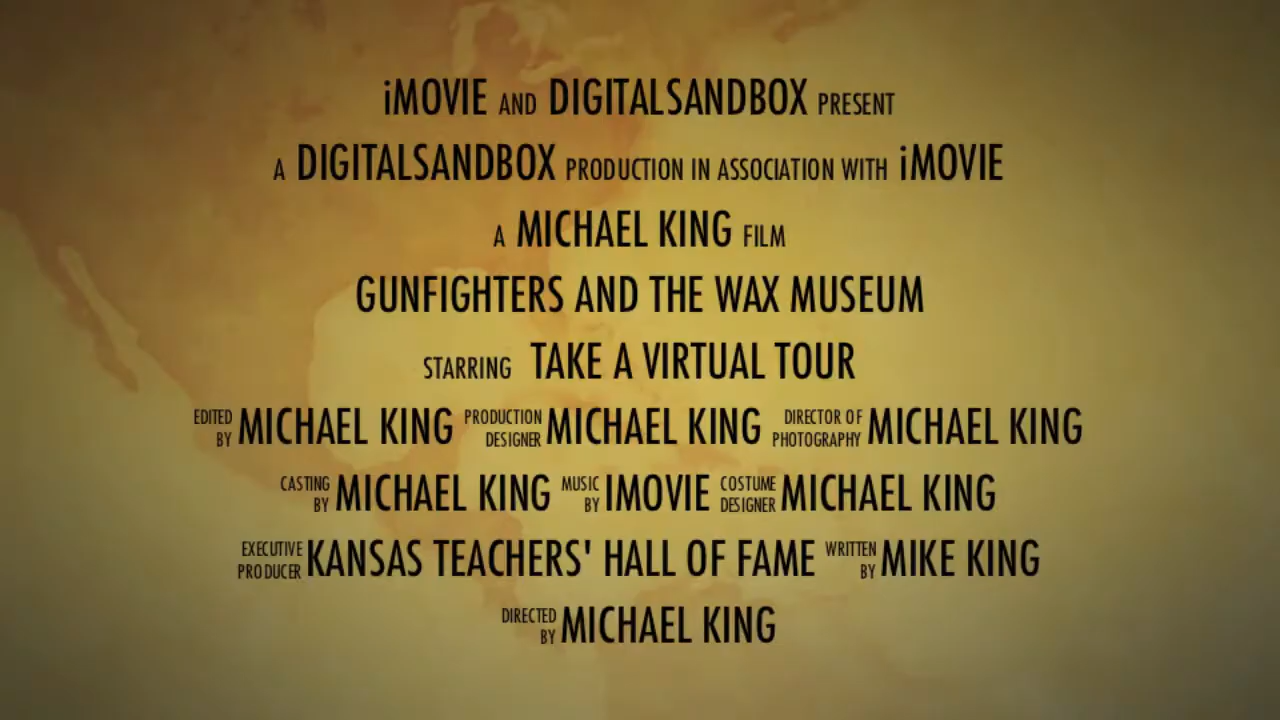 iMOVIE AND DIGITALSANDBOX PRESENT
A DIGITALSANDBOX PRODUCTION IN ASSOCIATION WITH iMOVIE
A MICHAEL KING FILM
GUNFIGHTERS AND THE WAX MUSEUM
STARRING TAKE A VIRTUAL TOUR
EDITED BY MICHAEL KING PRODUCTION DESIGNER MICHAEL KING DIRECTOR OF PHOTOGRAPHY MICHAEL KING
CASTING BY MICHAEL KING MUSIC BY IMOVIE COSTUME DESIGNER MICHAEL KING
EXECUTIVE PRODUCER KANSAS TEACHERS' HALL OF FAME WRITTEN BY MIKE KING
DIRECTED BY MICHAEL KING